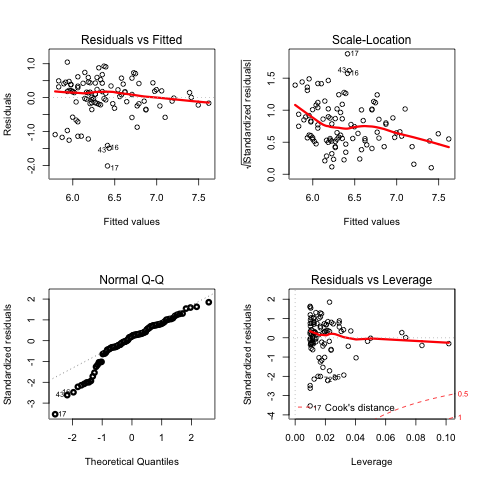 Residuals vs Fitted
Residuals
1.0
0.0
-1.0
-2.0
43
16
17
6.0 6.5 7.0 7.5
Fitted values
Scale-Location
√|Standardized residuals|
1.5
1.0
0.5
0.0
17
43
16
6.0 6.5 7.0 7.5
Fitted values
Normal Q-Q
Standardized residuals
2
1
0
-1
-2
-3
43
16
17
-2 -1 0 1 2
Theoretical Quantiles
Residuals vs Leverage
Standardized residuals
2
1
0
-1
-2
-3
-4
17
Cook's distance
0.5
1
0.00 0.02 0.04 0.06 0.08 0.10
Leverage